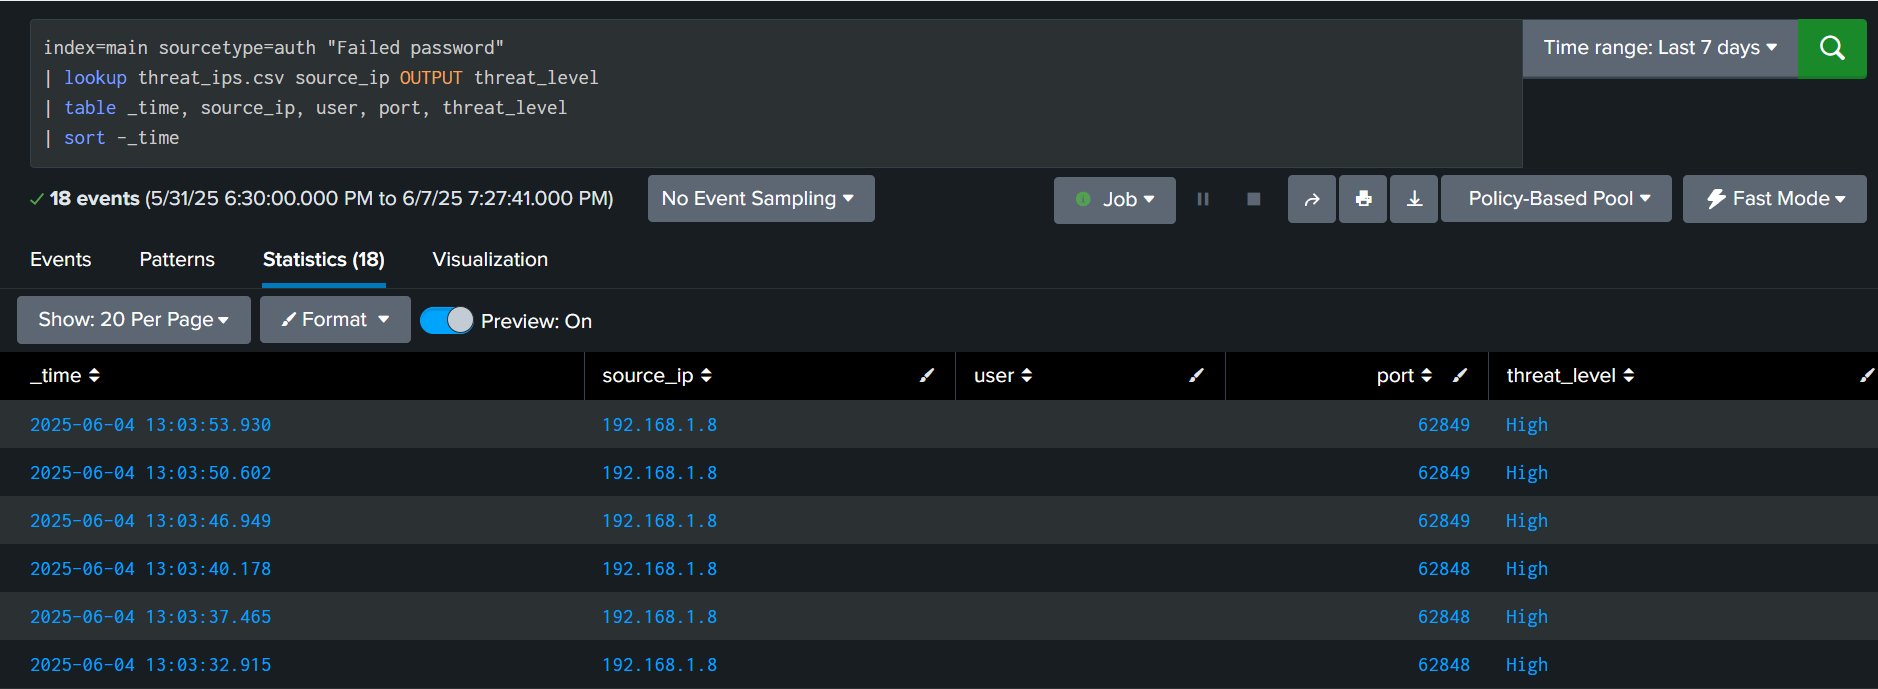 index=main sourcetype=auth "Failed password"
| lookup threat_ips.csv source_ip OUTPUT threat_level
| table _time, source_ip, user, port, threat_level
| sort -_time
Time range: Last 7 days
18 events (5/31/25 6:30:00.000 PM to 6/7/25 7:27:41.000 PM)
No Event Sampling
Job
Policy-Based Pool
Fast Mode
Events
Patterns
Statistics (18)
Visualization
Show: 20 Per Page
Format
Preview: On
_time source_ip user port threat_level
2025-06-04 13:03:53.930 192.168.1.8 62849 High
2025-06-04 13:03:50.602 192.168.1.8 62849 High
2025-06-04 13:03:46.949 192.168.1.8 62849 High
2025-06-04 13:03:40.178 192.168.1.8 62848 High
2025-06-04 13:03:37.465 192.168.1.8 62848 High
2025-06-04 13:03:32.915 192.168.1.8 62848 High